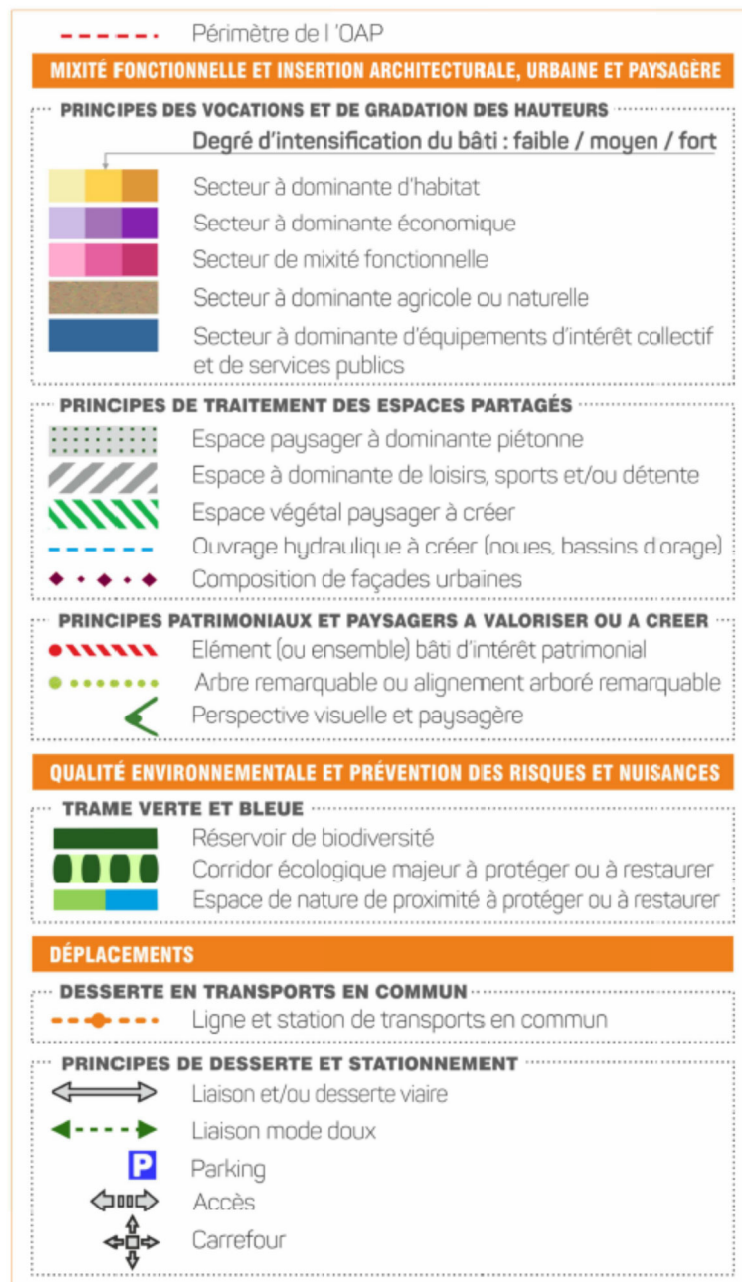 Périmètre de l 'OAP
MIXITÉ FONCTIONNELLE ET INSERTION ARCHITECTURALE, URBAINE ET PAYSAGÈRE
PRINCIPES DES VOCATIONS ET DE GRADATION DES HAUTEURS
Degré d'intensification du bâti : faible / moyen / fort
Secteur à dominante d'habitat
Secteur à dominante économique
Secteur de mixité fonctionnelle
Secteur à dominante agricole ou naturelle
Secteur à dominante d'équipements d'intérêt collectif
et de services publics
PRINCIPES DE TRAITEMENT DES ESPACES PARTAGÉS
Espace paysager à dominante piétonne
Espace à dominante de loisirs, sports et/ou détente
Espace végétal paysager à créer
Ouvrage hydraulique à créer (noues, bassins d'orage)
Composition de façades urbaines
PRINCIPES PATRIMONIAUX ET PAYSAGERS A VALORISER OU A CREER
Elément (ou ensemble) bâti d'intérêt patrimonial
Arbre remarquable ou alignement arboré remarquable
Perspective visuelle et paysagère
QUALITÉ ENVIRONNEMENTALE ET PRÉVENTION DES RISQUES ET NUISANCES
TRAME VERTE ET BLEUE
Réservoir de biodiversité
Corridor écologique majeur à protéger ou à restaurer
Espace de nature de proximité à protéger ou à restaurer
DÉPLACEMENTS
DESSERTE EN TRANSPORTS EN COMMUN
Ligne et station de transports en commun
PRINCIPES DE DESSERTE ET STATIONNEMENT
Liaison et/ou desserte viaire
Liaison mode doux
P Parking
Accès
Carrefour